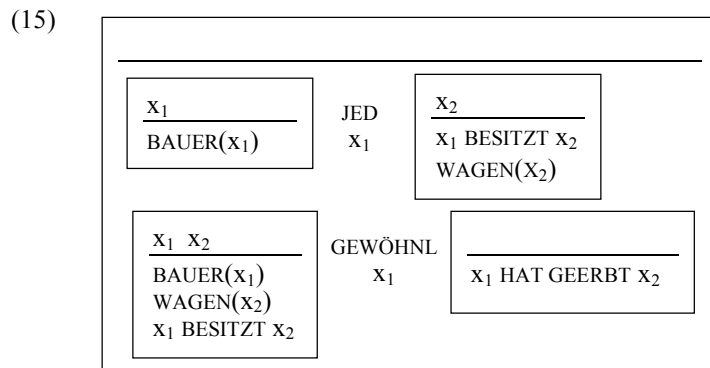 (15)
x₁ JED x₂
BAUER(x₁) x₁ x₁ BESITZT x₂
WAGEN(X₂)
x₁ x₂ GEWÖHNL
BAUER(x₁) x₁ x₁ HAT GEERBT x₂
WAGEN(x₂)
x₁ BESITZT x₂